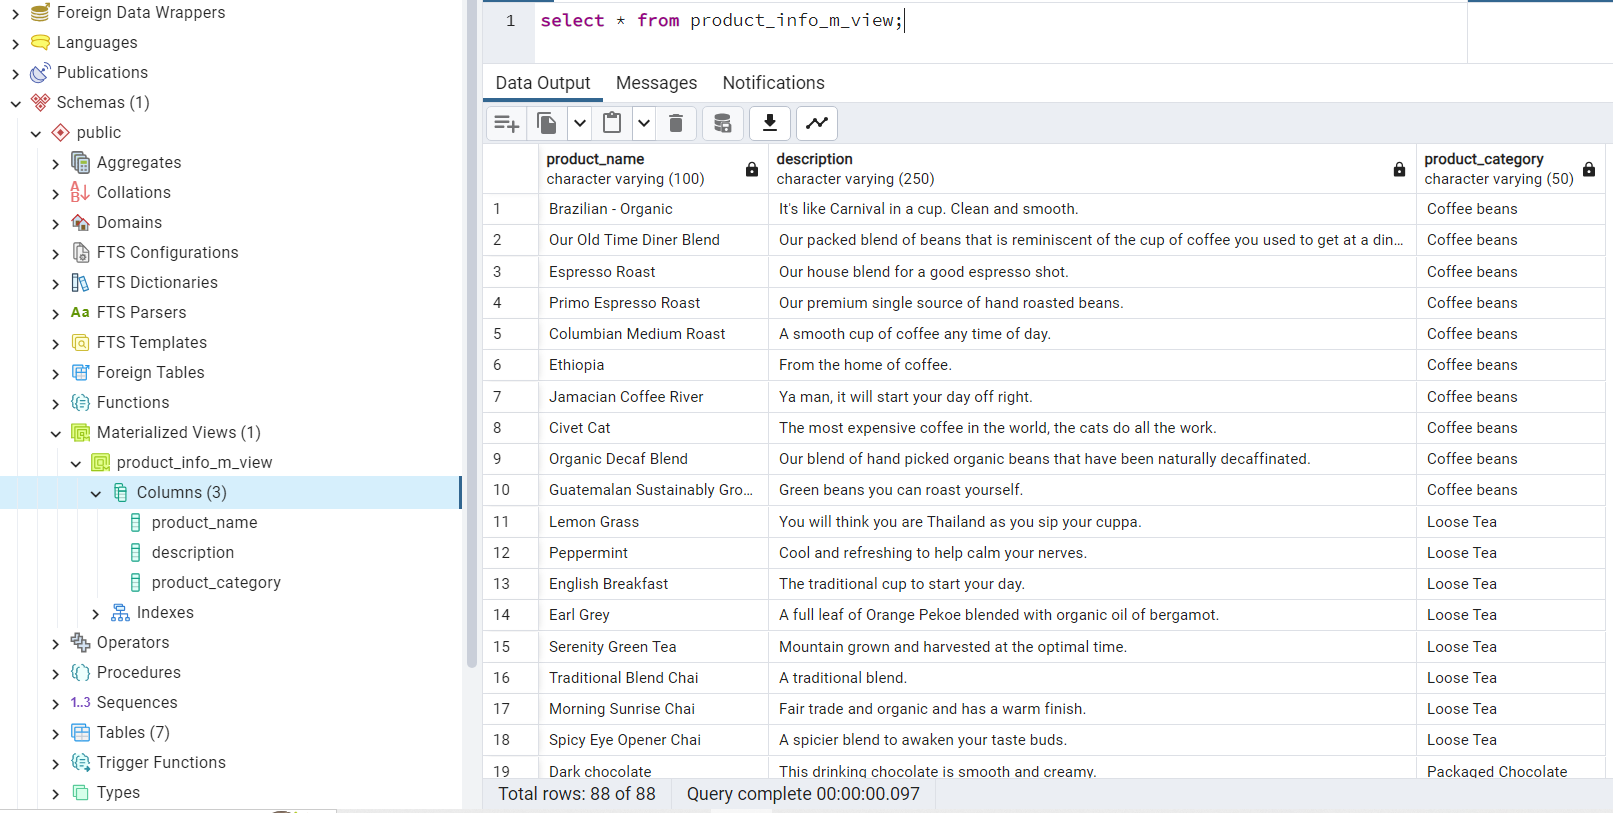 Foreign Data Wrappers
Languages
Publications
Schemas (1)
public
Aggregates
Collations
Domains
FTS Configurations
FTS Dictionaries
Aa FTS Parsers
FTS Templates
Foreign Tables
Functions
Materialized Views (1)
product_info_m_view
Columns (3)
product_name
description
product_category
Indexes
Operators
Procedures
1..3 Sequences
Tables (7)
Trigger Functions
Types
1 select * from product_info_m_view;
Data Output Messages Notifications
product_name description product_category
character varying (100) character varying (250) character varying (50)
1 Brazilian - Organic It's like Carnival in a cup. Clean and smooth. Coffee beans
2 Our Old Time Diner Blend Our packed blend of beans that is reminiscent of the cup of coffee you used to get at a din... Coffee beans
3 Espresso Roast Our house blend for a good espresso shot. Coffee beans
4 Primo Espresso Roast Our premium single source of hand roasted beans. Coffee beans
5 Columbian Medium Roast A smooth cup of coffee any time of day. Coffee beans
6 Ethiopia From the home of coffee. Coffee beans
7 Jamacian Coffee River Ya man, it will start your day off right. Coffee beans
8 Civet Cat The most expensive coffee in the world, the cats do all the work. Coffee beans
9 Organic Decaf Blend Our blend of hand picked organic beans that have been naturally decaffinated. Coffee beans
10 Guatemalan Sustainably Gro... Green beans you can roast yourself. Coffee beans
11 Lemon Grass You will think you are Thailand as you sip your cuppa. Loose Tea
12 Peppermint Cool and refreshing to help calm your nerves. Loose Tea
13 English Breakfast The traditional cup to start your day. Loose Tea
14 Earl Grey A full leaf of Orange Pekoe blended with organic oil of bergamot. Loose Tea
15 Serenity Green Tea Mountain grown and harvested at the optimal time. Loose Tea
16 Traditional Blend Chai A traditional blend. Loose Tea
17 Morning Sunrise Chai Fair trade and organic and has a warm finish. Loose Tea
18 Spicy Eye Opener Chai A spicier blend to awaken your taste buds. Loose Tea
19 Dark chocolate This drinking chocolate is smooth and creamy. Packaged Chocolate
Total rows: 88 of 88 Query complete 00:00:00.097